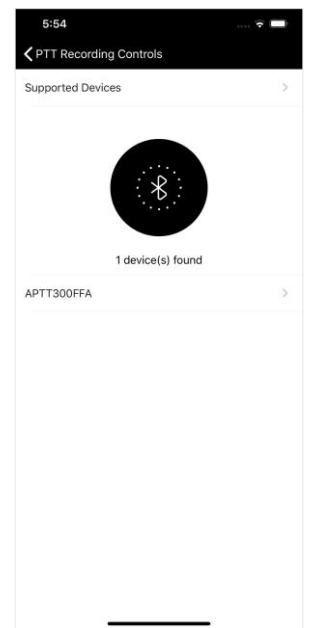 5:54
PTT Recording Controls
Supported Devices
1 device(s) found
APTT300FFA